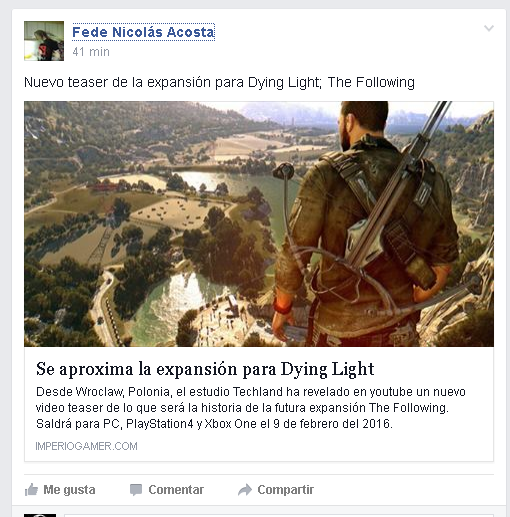 Fede Nicolás Acosta
41 min
Nuevo teaser de la expansión para Dying Light; The Following
Se aproxima la expansión para Dying Light
Desde Wroclaw, Polonia, el estudio Techland ha revelado en youtube un nuevo
video teaser de lo que será la historia de la futura expansión The Following.
Saldrá para PC, PlayStation4 y Xbox One el 9 de febrero del 2016.
IMPERIOGAMER.COM
Me gusta Comentar Compartir